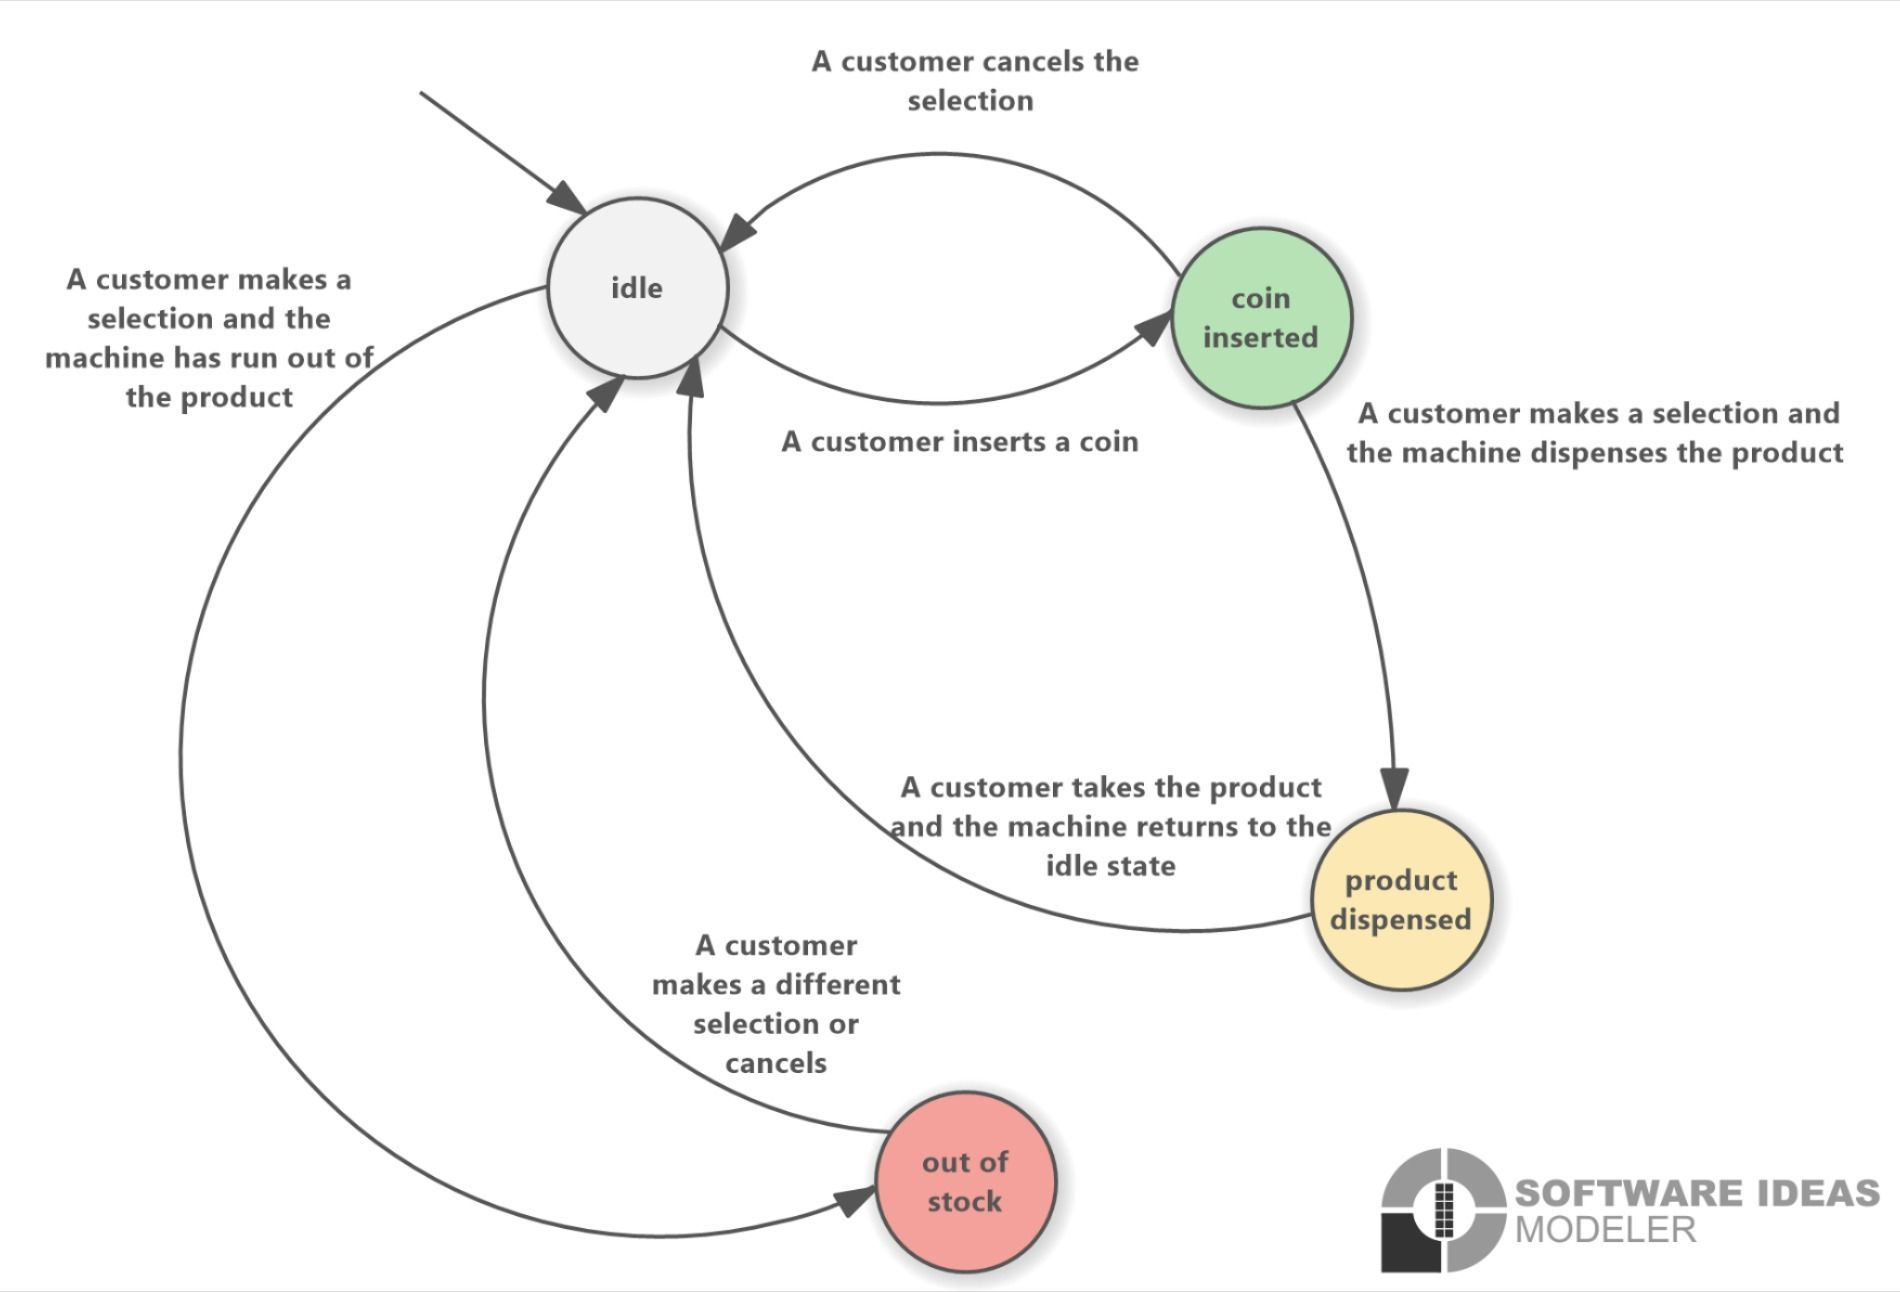 A customer cancels the
selection
A customer makes a
selection and the
machine has run out of
the product
idle
coin
inserted
A customer inserts a coin
A customer makes a selection and
the machine dispenses the product
A customer takes the product
and the machine returns to the
idle state
product
dispensed
A customer
makes a different
selection or
cancels
out of
stock
SOFTWARE IDEAS
MODELER